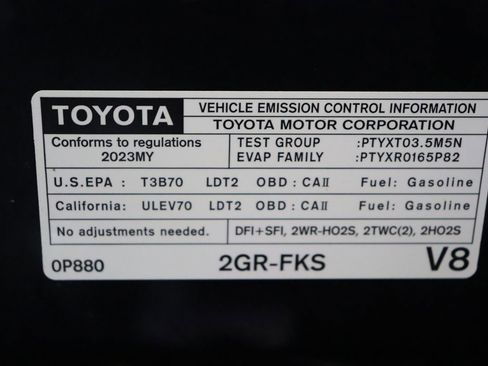 TOYOTA
VEHICLE EMISSION CONTROL INFORMATION
TOYOTA MOTOR CORPORATION
Conforms to regulations
2023MY
TEST GROUP :PTYXT03.5M5N
EVAP FAMILY :PTYXR0165P82
U.S.EPA : T3B70 LDT2 OBD : CAII Fuel: Gasoline
California: ULEV70 LDT2 OBD : CAII Fuel: Gasoline
No adjustments needed. DFI+SFI, 2WR-HO2S, 2TWC(2), 2HO2S
0P880 2GR-FKS V8